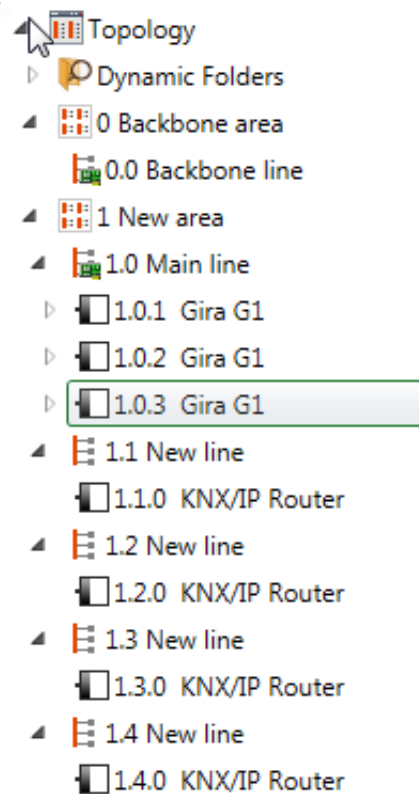 Topology
Dynamic Folders
0 Backbone area
0.0 Backbone line
1 New area
1.0 Main line
1.0.1 Gira G1
1.0.2 Gira G1
1.0.3 Gira G1
1.1 New line
1.1.0 KNX/IP Router
1.2 New line
1.2.0 KNX/IP Router
1.3 New line
1.3.0 KNX/IP Router
1.4 New line
1.4.0 KNX/IP Router